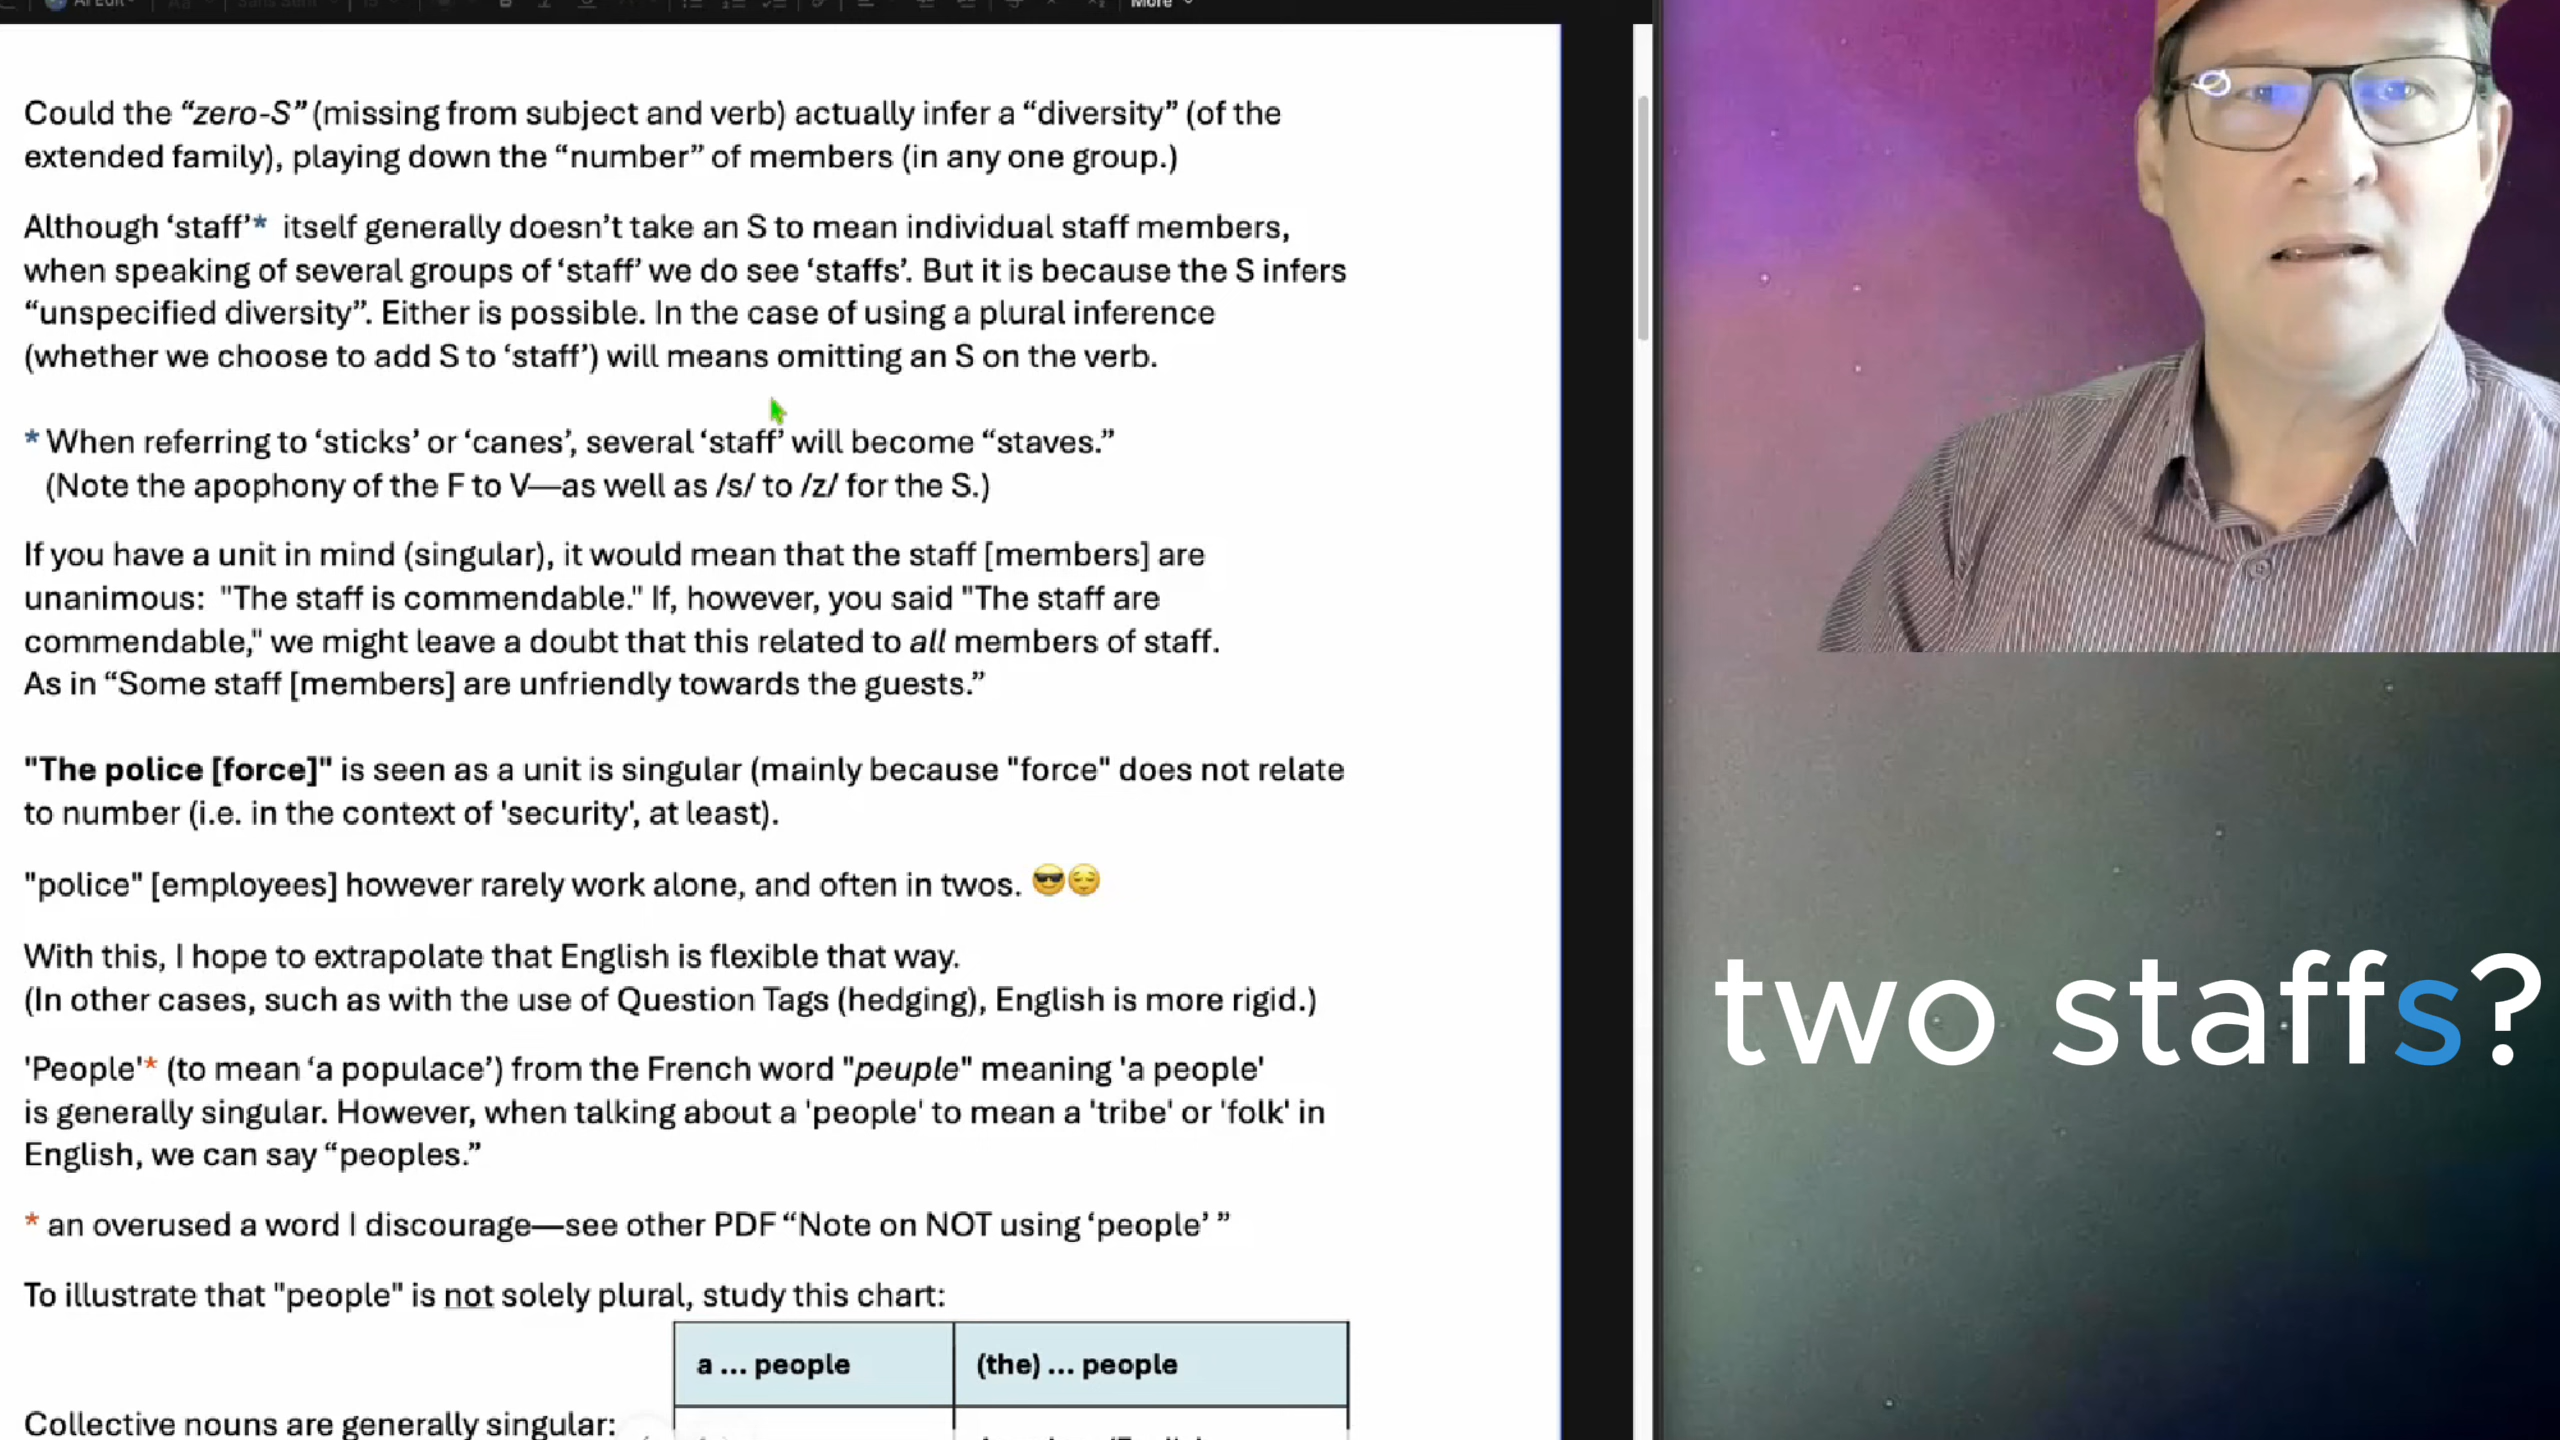 More
Could the “zero-S” (missing from subject and verb) actually infer a “diversity” (of the
extended family), playing down the “number” of members (in any one group.)
Although ‘staff’* itself generally doesn’t take an S to mean individual staff members,
when speaking of several groups of ‘staff’ we do see ‘staffs’. But it is because the S infers
“unspecified diversity”. Either is possible. In the case of using a plural inference
(whether we choose to add S to ‘staff’) will means omitting an S on the verb.
* When referring to ‘sticks’ or ‘canes’, several ‘staff’ will become “staves.”
(Note the apophony of the F to V—as well as /s/ to /z/ for the S.)
If you have a unit in mind (singular), it would mean that the staff [members] are
unanimous: "The staff is commendable." If, however, you said "The staff are
commendable," we might leave a doubt that this related to all members of staff.
As in “Some staff [members] are unfriendly towards the guests.”
"The police [force]" is seen as a unit is singular (mainly because "force" does not relate
to number (i.e. in the context of 'security', at least).
"police" [employees] however rarely work alone, and often in twos. 😎😌
With this, I hope to extrapolate that English is flexible that way.
(In other cases, such as with the use of Question Tags (hedging), English is more rigid.)
'People'* (to mean ‘a populace’) from the French word "peuple" meaning 'a people'
is generally singular. However, when talking about a 'people' to mean a 'tribe' or 'folk' in
English, we can say “peoples.”
* an overused a word I discourage—see other PDF “Note on NOT using ‘people’ ”
To illustrate that "people" is not solely plural, study this chart:
a ... people
(the) ... people
Collective nouns are generally singular:
two staffs?